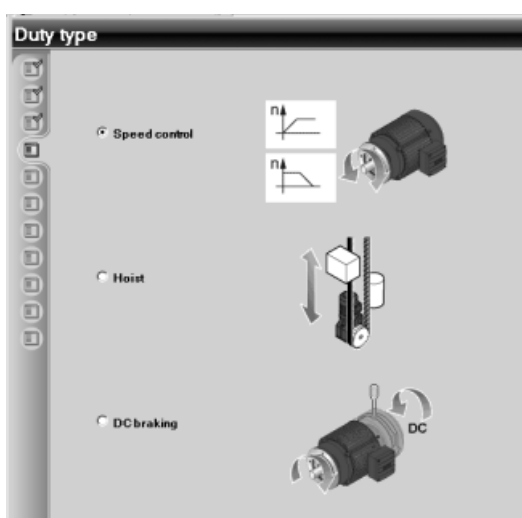 Duty type
n
Speed control
n
Hoist
DC braking
DC